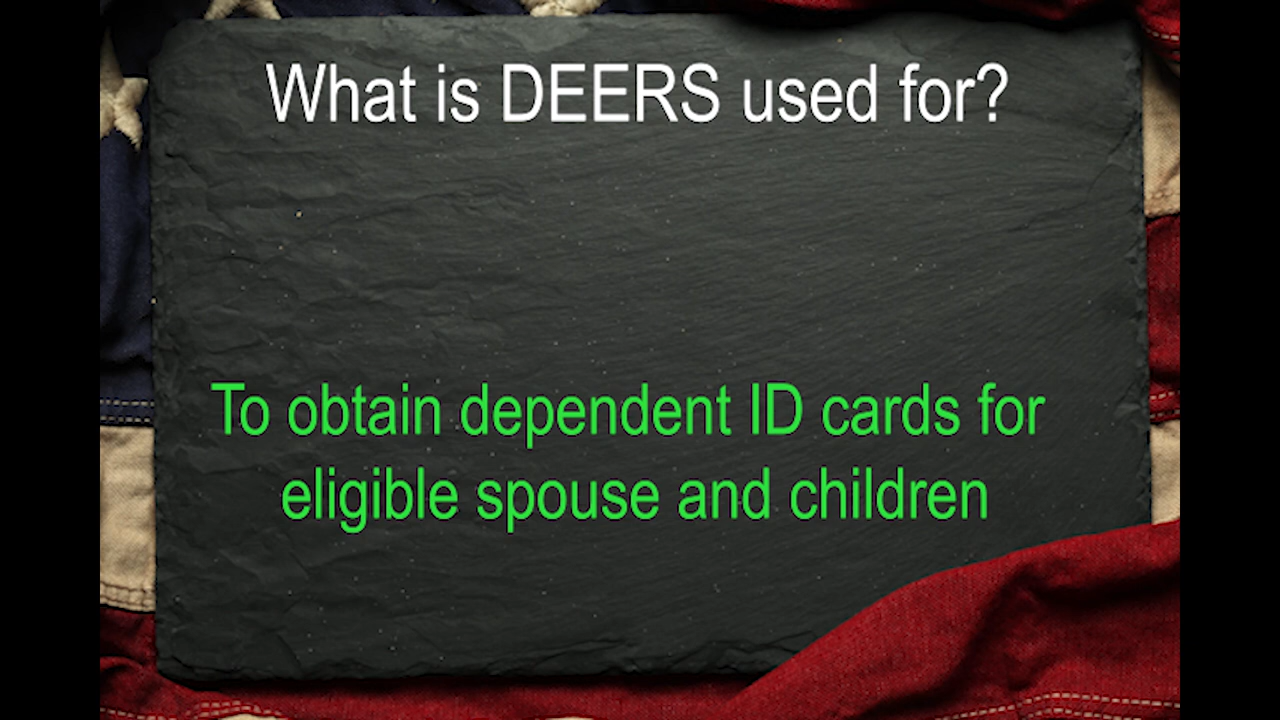 What is DEERS used for?
To obtain dependent ID cards for
eligible spouse and children